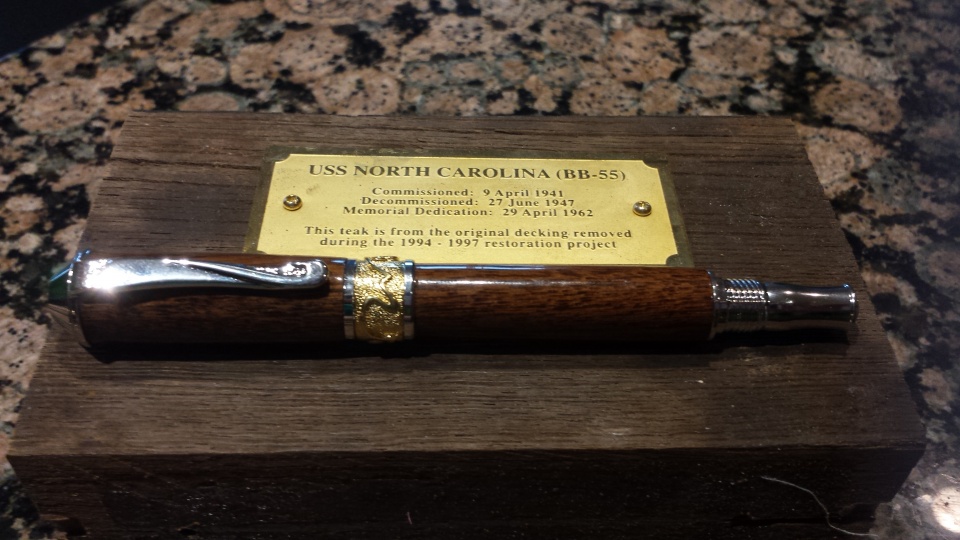 USS NORTH CAROLINA (BB-55)
Commissioned: 9 April 1941
Decommissioned: 27 June 1947
Memorial Dedication: 29 April 1962
This teak is from the original decking removed
during the 1994 - 1997 restoration project